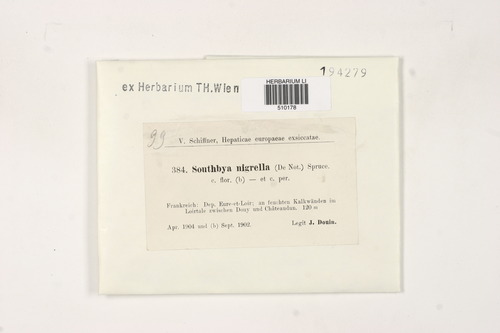 194279
HERBARIUM LI
ex Herbarium TH.Wien
510178
99
V. Schiffner, Hepaticae europaeae exsiccatae.
384. Southbya nigrella (De Not.) Spruce.
c. flor. (b) — et c. per.
Frankreich: Dep. Eure-et-Loir; an feuchten Kalkwänden im
Loirtals zwischen Douy und Châteaudun. 120 m
Apr. 1901 und (b) Sept. 1902. Legit J. Douin.